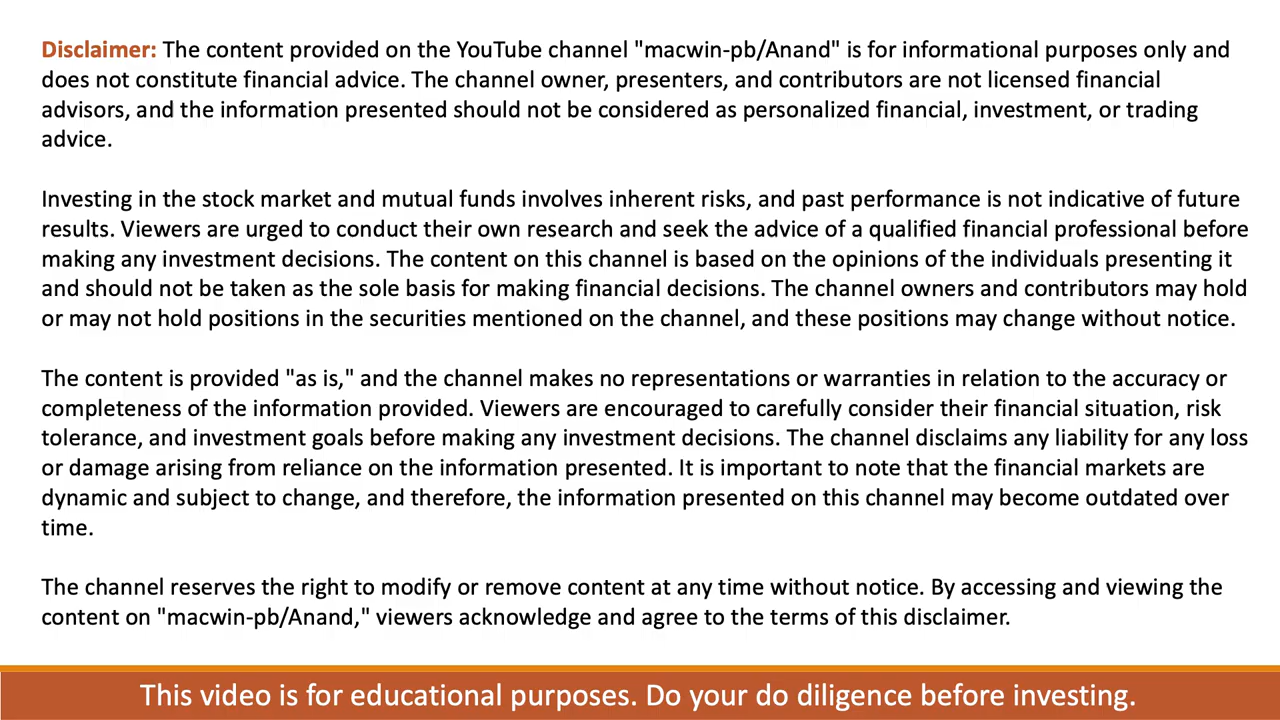 Disclaimer: The content provided on the YouTube channel "macwin-pb/Anand" is for informational purposes only and
does not constitute financial advice. The channel owner, presenters, and contributors are not licensed financial
advisors, and the information presented should not be considered as personalized financial, investment, or trading
advice.
Investing in the stock market and mutual funds involves inherent risks, and past performance is not indicative of future
results. Viewers are urged to conduct their own research and seek the advice of a qualified financial professional before
making any investment decisions. The content on this channel is based on the opinions of the individuals presenting it
and should not be taken as the sole basis for making financial decisions. The channel owners and contributors may hold
or may not hold positions in the securities mentioned on the channel, and these positions may change without notice.
The content is provided "as is," and the channel makes no representations or warranties in relation to the accuracy or
completeness of the information provided. Viewers are encouraged to carefully consider their financial situation, risk
tolerance, and investment goals before making any investment decisions. The channel disclaims any liability for any loss
or damage arising from reliance on the information presented. It is important to note that the financial markets are
dynamic and subject to change, and therefore, the information presented on this channel may become outdated over
time.
The channel reserves the right to modify or remove content at any time without notice. By accessing and viewing the
content on "macwin-pb/Anand," viewers acknowledge and agree to the terms of this disclaimer.
This video is for educational purposes. Do your do diligence before investing.